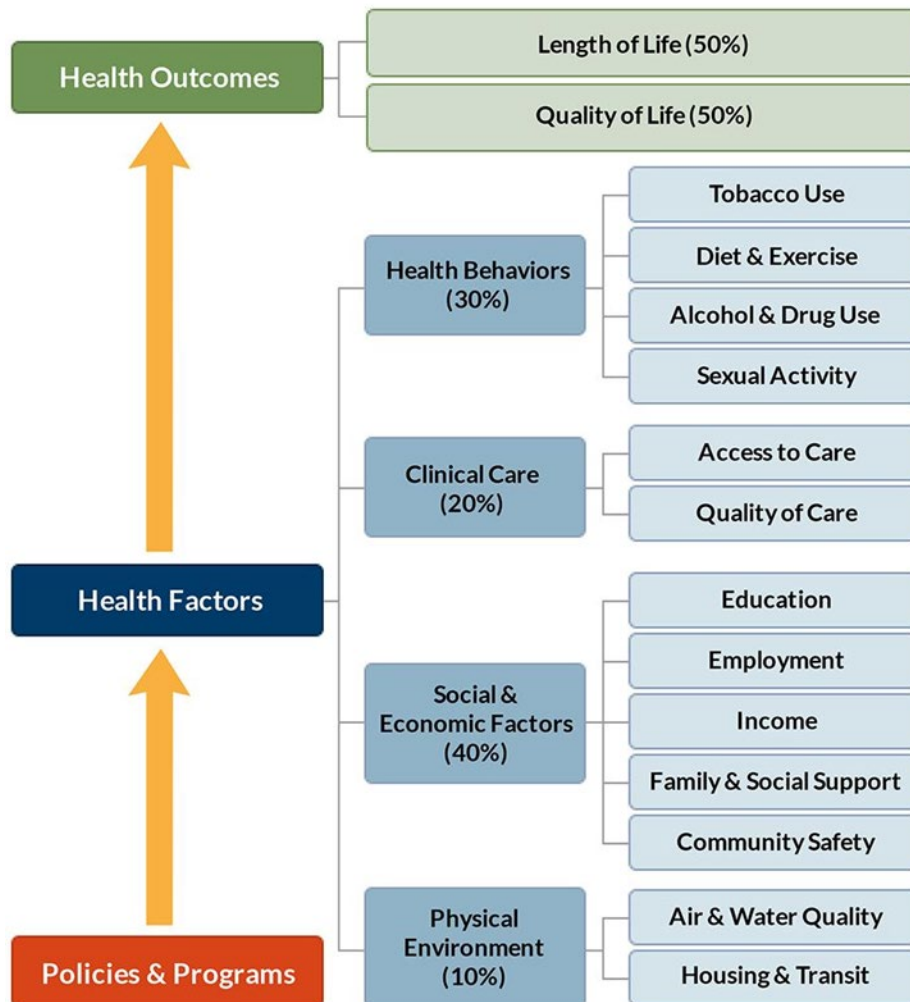 Health Outcomes
Length of Life (50%)
Quality of Life (50%)
Health Factors
Health Behaviors
(30%)
Tobacco Use
Diet & Exercise
Alcohol & Drug Use
Sexual Activity
Clinical Care
(20%)
Access to Care
Quality of Care
Social &
Economic Factors
(40%)
Education
Employment
Income
Family & Social Support
Community Safety
Physical
Environment
(10%)
Air & Water Quality
Housing & Transit
Policies & Programs